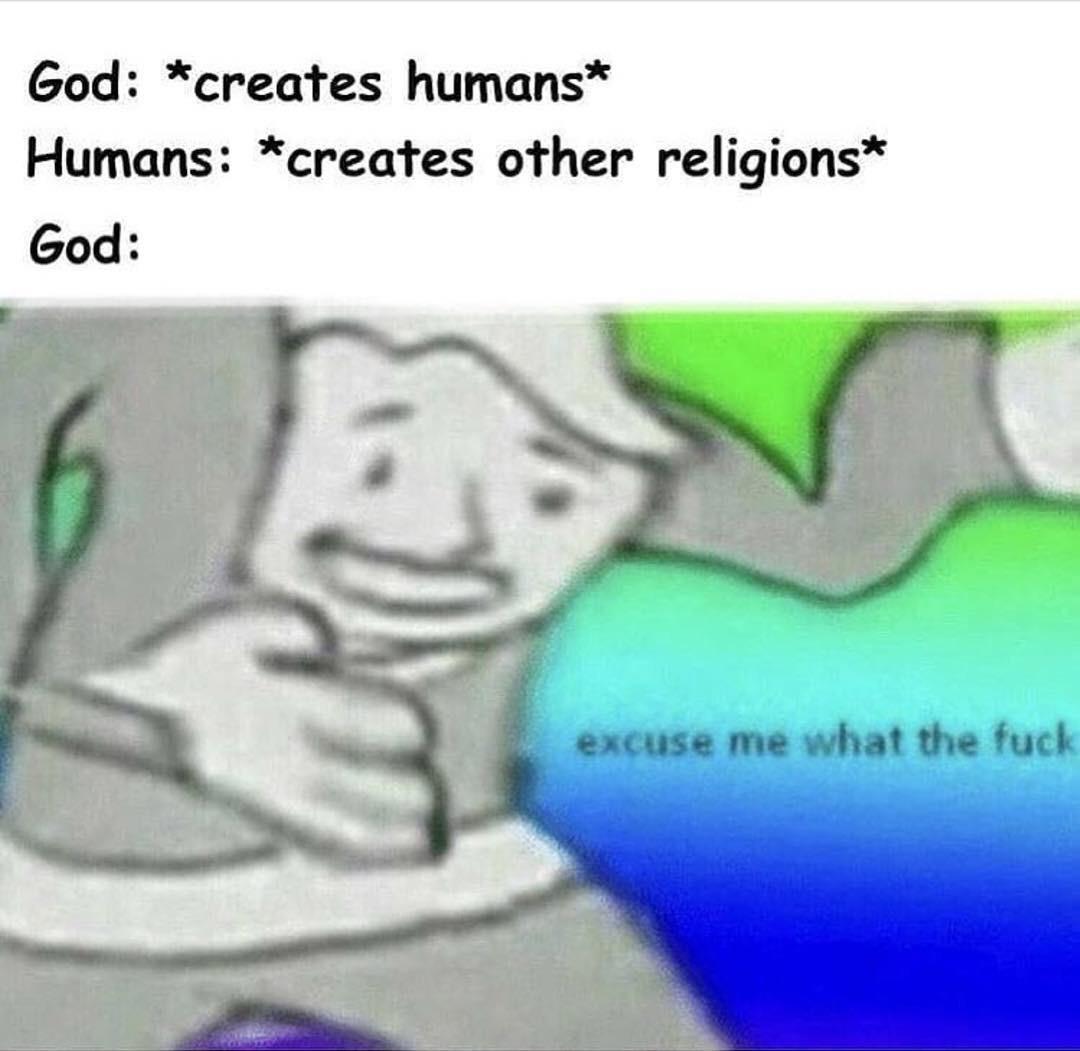 God: *creates humans*
Humans: *creates other religions*
God:
excuse me what the fuck